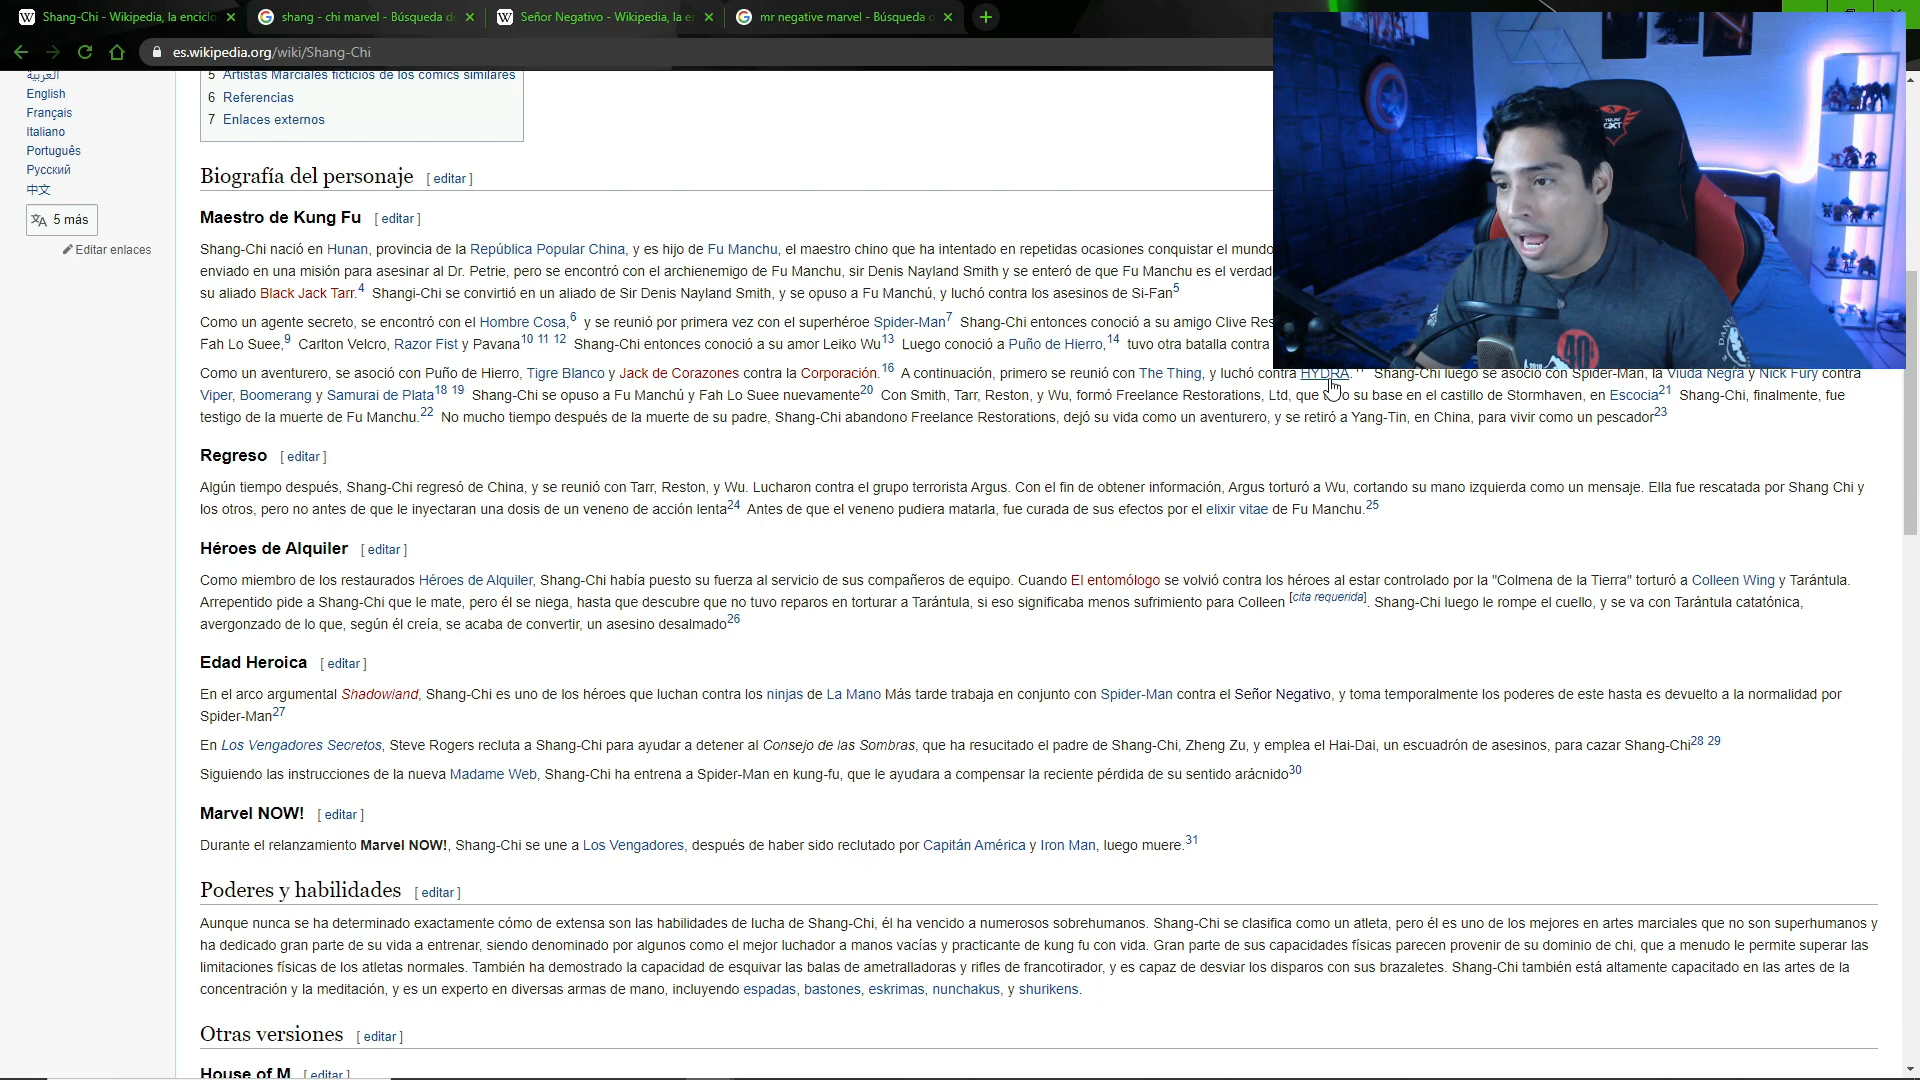 Shang-Chi - Wikipedia, la enciclo
shang - chi marvel - Búsqueda de
Señor Negativo - Wikipedia, la en
mr negative marvel - Búsqueda d
es.wikipedia.org/wiki/Shang-Chi
العربية
English
Français
Italiano
Português
Русский
中文
5 más
Editar enlaces
5 Artistas Marciales ficticios de los cómics similares
6 Referencias
7 Enlaces externos
Biografía del personaje [ editar ]
Maestro de Kung Fu [ editar ]
Shang-Chi nació en Hunan, provincia de la República Popular China, y es hijo de Fu Manchu, el maestro chino que ha intentado en repetidas ocasiones conquistar el mundo
enviado en una misión para asesinar al Dr. Petrie, pero se encontró con el archienemigo de Fu Manchu, sir Denis Nayland Smith y se enteró de que Fu Manchu es el verdad
su aliado Black Jack Tarr.4 Shangi-Chi se convirtió en un aliado de Sir Denis Nayland Smith, y se opuso a Fu Manchú, y luchó contra los asesinos de Si-Fan5
Como un agente secreto, se encontró con el Hombre Cosa,6 y se reunió por primera vez con el superhéroe Spider-Man7 Shang-Chi entonces conoció a su amigo Clive Res
Fah Lo Suee,9 Carlton Velcro, Razor Fist y Pavana10 11 12 Shang-Chi entonces conoció a su amor Leiko Wu13 Luego conoció a Puño de Hierro,14 tuvo otra batalla contra
Como un aventurero, se asoció con Puño de Hierro, Tigre Blanco y Jack de Corazones contra la Corporación.16 A continuación, primero se reunió con The Thing, y luchó contra HYDRA. Shang-Chi luego se asoció con Spider-Man, la Viuda Negra y Nick Fury contra
Viper, Boomerang y Samurai de Plata18 19 Shang-Chi se opuso a Fu Manchú y Fah Lo Suee nuevamente20 Con Smith, Tarr, Reston, y Wu, formó Freelance Restorations, Ltd, que su base en el castillo de Stormhaven, en Escocia21 Shang-Chi, finalmente, fue
testigo de la muerte de Fu Manchu.22 No mucho tiempo después de la muerte de su padre, Shang-Chi abandono Freelance Restorations, dejó su vida como un aventurero, y se retiró a Yang-Tin, en China, para vivir como un pescador23
Regreso [ editar ]
Algún tiempo después, Shang-Chi regresó de China, y se reunió con Tarr, Reston, y Wu. Lucharon contra el grupo terrorista Argus. Con el fin de obtener información, Argus torturó a Wu, cortando su mano izquierda como un mensaje. Ella fue rescatada por Shang Chi y
los otros, pero no antes de que le inyectaran una dosis de un veneno de acción lenta24 Antes de que el veneno pudiera matarla, fue curada de sus efectos por el elixir vitae de Fu Manchu.25
Héroes de Alquiler [ editar ]
Como miembro de los restaurados Héroes de Alquiler, Shang-Chi había puesto su fuerza al servicio de sus compañeros de equipo. Cuando El entomólogo se volvió contra los héroes al estar controlado por la "Colmena de la Tierra" torturó a Colleen Wing y Tarántula.
Arrepentido pide a Shang-Chi que le mate, pero él se niega, hasta que descubre que no tuvo reparos en torturar a Tarántula, si eso significaba menos sufrimiento para Colleen [cita requerida]. Shang-Chi luego le rompe el cuello, y se va con Tarántula catatónica,
avergonzado de lo que, según él creía, se acaba de convertir, un asesino desalmado26
Edad Heroica [ editar ]
En el arco argumental Shadowland, Shang-Chi es uno de los héroes que luchan contra los ninjas de La Mano Más tarde trabaja en conjunto con Spider-Man contra el Señor Negativo, y toma temporalmente los poderes de este hasta es devuelto a la normalidad por
Spider-Man27
En Los Vengadores Secretos, Steve Rogers recluta a Shang-Chi para ayudar a detener al Consejo de las Sombras, que ha resucitado el padre de Shang-Chi, Zheng Zu, y emplea el Hai-Dai, un escuadrón de asesinos, para cazar Shang-Chi28 29
Siguiendo las instrucciones de la nueva Madame Web, Shang-Chi ha entrena a Spider-Man en kung-fu, que le ayudara a compensar la reciente pérdida de su sentido arácnido30
Marvel NOW! [ editar ]
Durante el relanzamiento Marvel NOW!, Shang-Chi se une a Los Vengadores, después de haber sido reclutado por Capitán América y Iron Man, luego muere.31
Poderes y habilidades [ editar ]
Aunque nunca se ha determinado exactamente cómo de extensa son las habilidades de lucha de Shang-Chi, él ha vencido a numerosos sobrehumanos. Shang-Chi se clasifica como un atleta, pero él es uno de los mejores en artes marciales que no son superhumanos y
ha dedicado gran parte de su vida a entrenar, siendo denominado por algunos como el mejor luchador a manos vacías y practicante de kung fu con vida. Gran parte de sus capacidades físicas parecen provenir de su dominio de chi, que a menudo le permite superar las
limitaciones físicas de los atletas normales. También ha demostrado la capacidad de esquivar las balas de ametralladoras y rifles de francotirador, y es capaz de desviar los disparos con sus brazaletes. Shang-Chi también está altamente capacitado en las artes de la
concentración y la meditación, y es un experto en diversas armas de mano, incluyendo espadas, bastones, eskrimas, nunchakus, y shurikens.
Otras versiones [ editar ]
House of M [ editar ]
TRUST
GXT
40